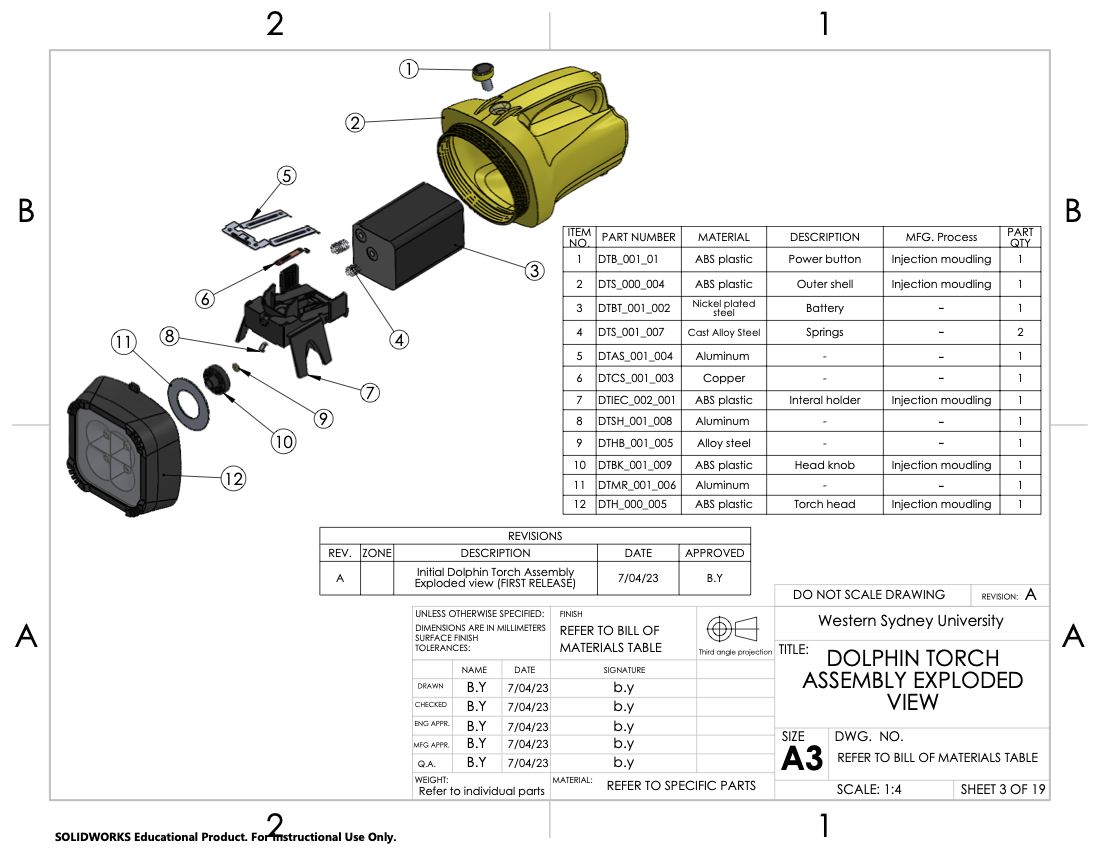 2 1
1
2
B B
5
3
6
4
8
11
7
9
10
12
ITEM NO. PART NUMBER MATERIAL DESCRIPTION MFG. Process PART QTY
1 DTB_001_01 ABS plastic Power button Injection moudling 1
2 DTS_000_004 ABS plastic Outer shell Injection moudling 1
3 DTBT_001_002 Nickel plated steel Battery - 1
4 DTS_001_007 Cast Alloy Steel Springs - 2
5 DTAS_001_004 Aluminum - - 1
6 DTCS_001_003 Copper - - 1
7 DTIEC_002_001 ABS plastic Interal holder Injection moudling 1
8 DTSH_001_008 Aluminum - - 1
9 DTHB_001_005 Alloy steel - - 1
10 DTBK_001_009 ABS plastic Head knob Injection moudling 1
11 DTMR_001_006 Aluminum - - 1
12 DTH_000_005 ABS plastic Torch head Injection moudling 1
REVISIONS
REV. ZONE DESCRIPTION DATE APPROVED
A Initial Dolphin Torch Assembly 7/04/23 B.Y
Exploded view (FIRST RELEASE)
DO NOT SCALE DRAWING REVISION: A
A A
UNLESS OTHERWISE SPECIFIED:
DIMENSIONS ARE IN MILLIMETERS
SURFACE FINISH
TOLERANCES:
FINISH
REFER TO BILL OF
MATERIALS TABLE
Third angle projection
Western Sydney University
TITLE:
DOLPHIN TORCH
ASSEMBLY EXPLODED
VIEW
NAME DATE SIGNATURE
DRAWN B.Y 7/04/23 b.y
CHECKED B.Y 7/04/23 b.y
ENG APPR. B.Y 7/04/23 b.y
MFG APPR. B.Y 7/04/23 b.y
Q.A. B.Y 7/04/23 b.y
SIZE
A3
DWG. NO.
REFER TO BILL OF MATERIALS TABLE
WEIGHT:
Refer to individual parts
MATERIAL: REFER TO SPECIFIC PARTS
SCALE: 1:4 SHEET 3 OF 19
2 1
SOLIDWORKS Educational Product. For Instructional Use Only.